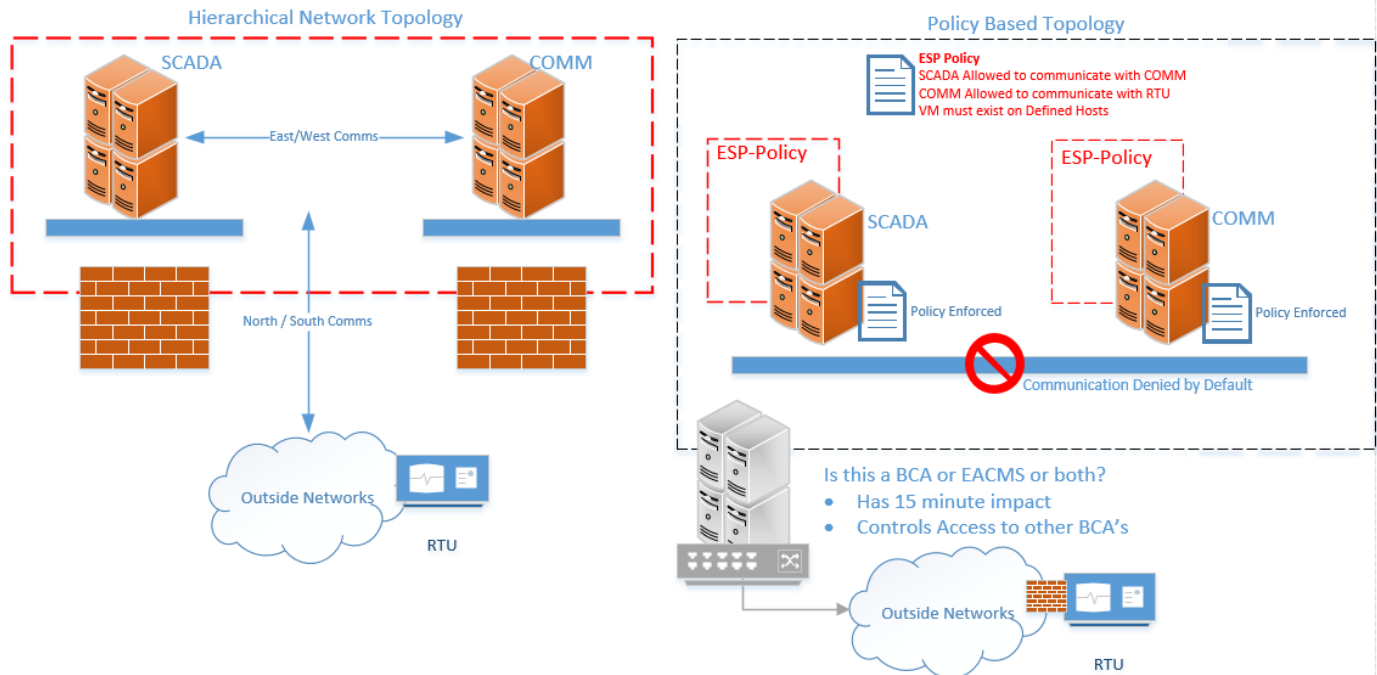 Hierarchical Network Topology
SCADA
COMM
East/West Comms
North / South Comms
Outside Networks
RTU
Policy Based Topology
ESP Policy
SCADA Allowed to communicate with COMM
COMM Allowed to communicate with RTU
VM must exist on Defined Hosts
ESP-Policy
ESP-Policy
SCADA
COMM
Policy Enforced
Policy Enforced
Communication Denied by Default
Is this a BCA or EACMS or both?
• Has 15 minute impact
• Controls Access to other BCA's
Outside Networks
RTU